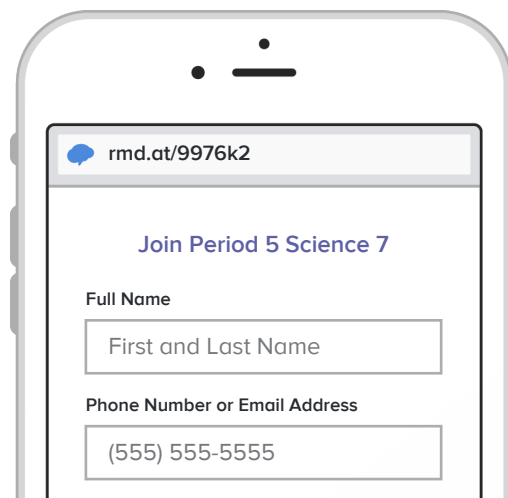 rmd.at/9976k2
Join Period 5 Science 7
Full Name
First and Last Name
Phone Number or Email Address
(555) 555-5555